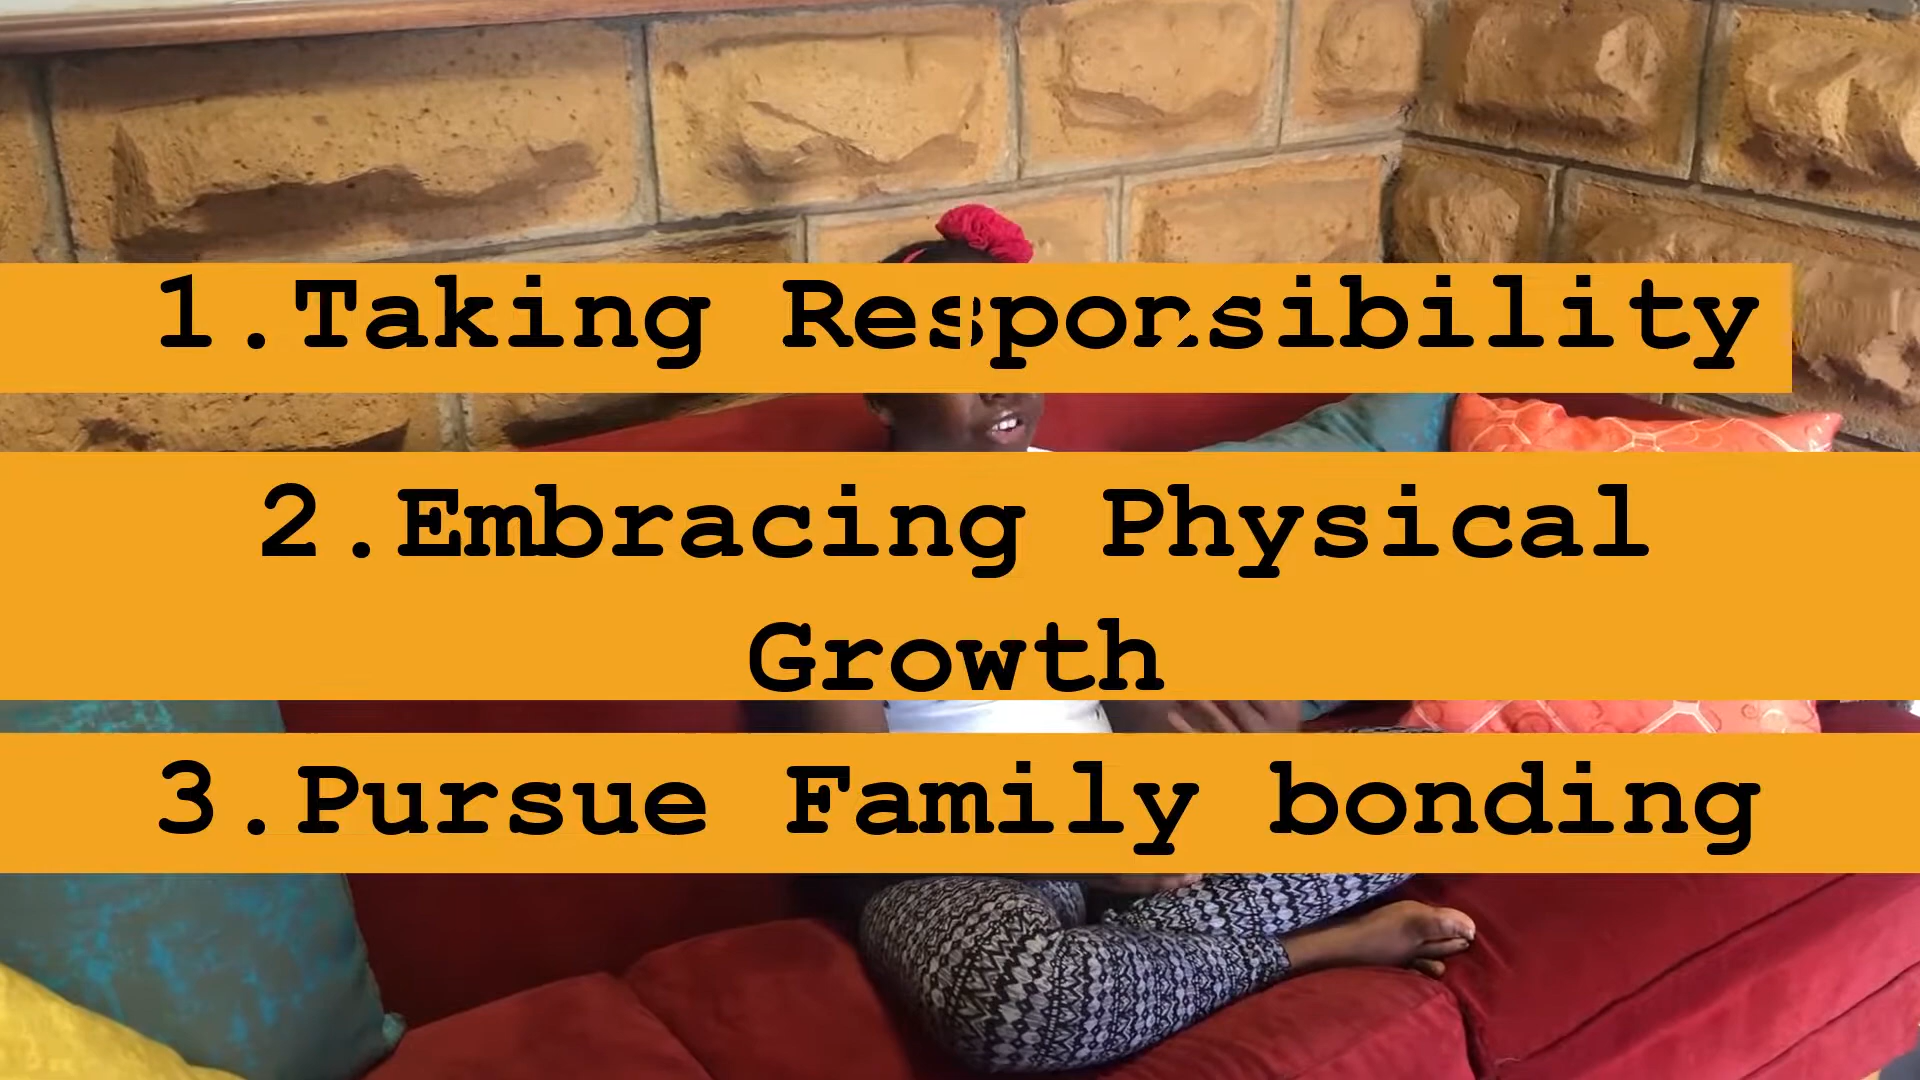 1.Taking Responsibility
2.Embracing Physical
Growth
3.Pursue Family bonding